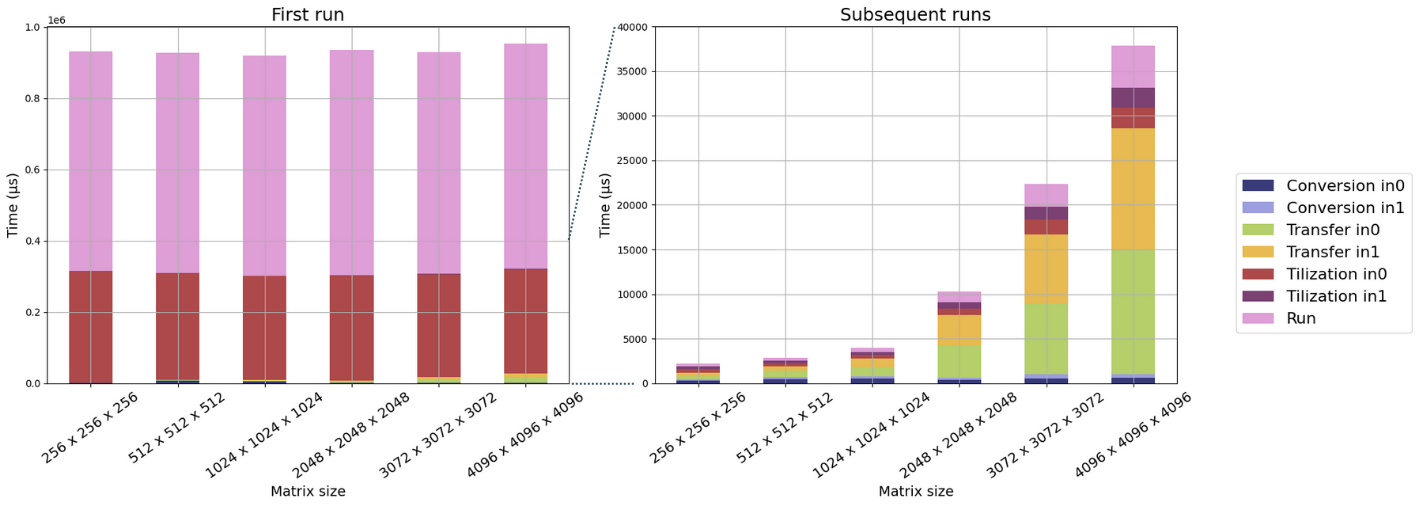 First run
1e6
1.0
0.8
0.6
0.4
0.2
0.0
Time (μs)
256 x 256 x 256
512 x 512 x 512
1024 x 1024 x 1024
2048 x 2048 x 2048
3072 x 3072 x 3072
4096 x 4096 x 4096
Matrix size
Subsequent runs
40000
35000
30000
25000
20000
15000
10000
5000
0
Time (μs)
256 x 256 x 256
512 x 512 x 512
1024 x 1024 x 1024
2048 x 2048 x 2048
3072 x 3072 x 3072
4096 x 4096 x 4096
Matrix size
Conversion in0
Conversion in1
Transfer in0
Transfer in1
Tilization in0
Tilization in1
Run